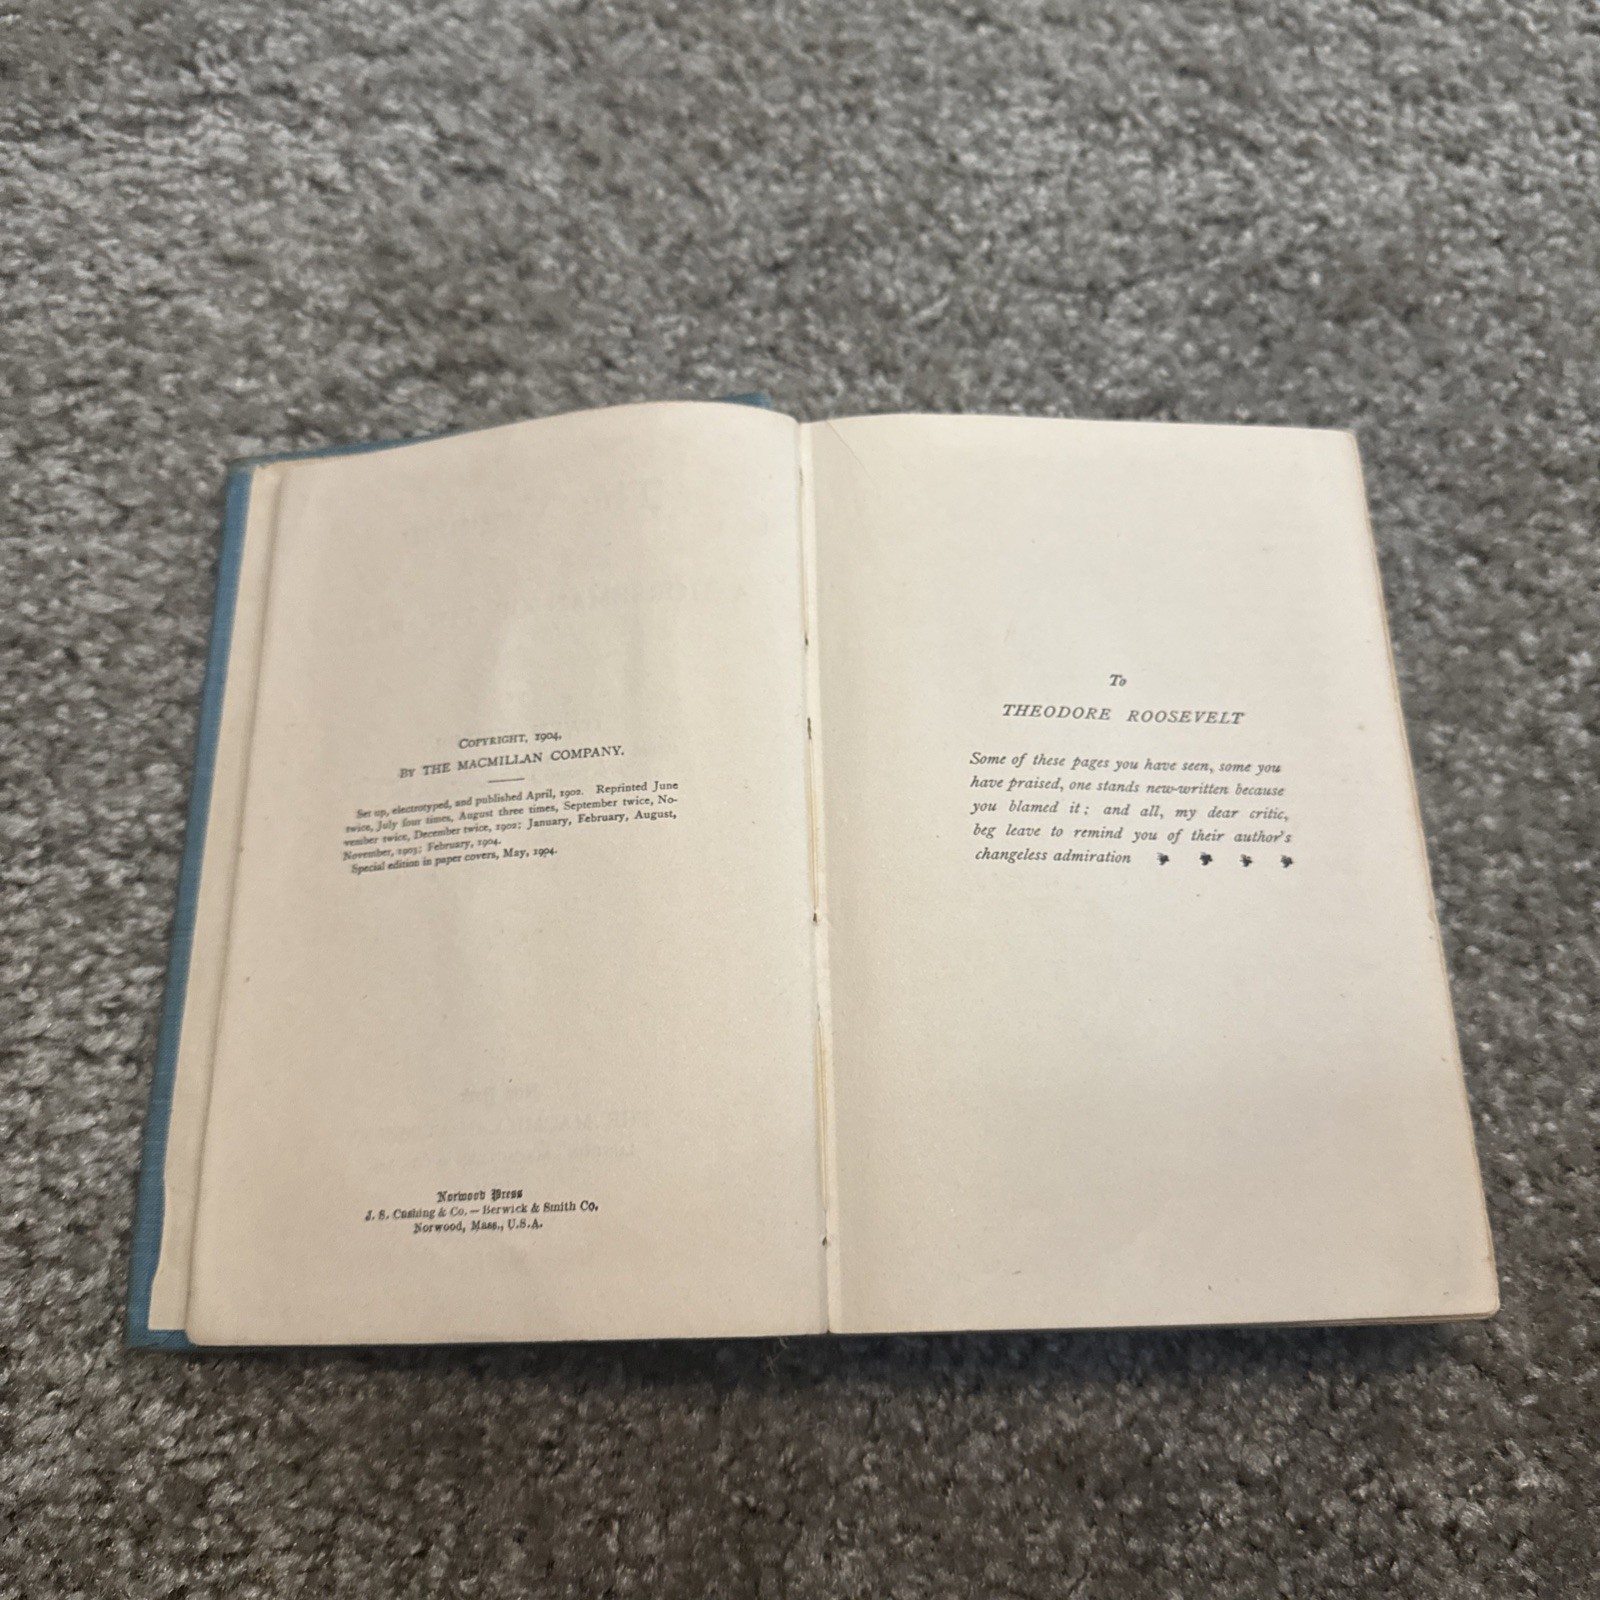 COPYRIGHT, 1904,
BY THE MACMILLAN COMPANY.
Set up, electrotyped, and published April, 1902. Reprinted June
twice, July four times, August three times, September twice, No-
vember twice, December twice, 1902; January, February, August,
November, 1903; February, 1904.
Special edition in paper covers, May, 1904.
Norwood Press
J. S. Cushing & Co. — Berwick & Smith Co.
Norwood, Mass., U.S.A.
To
THEODORE ROOSEVELT
Some of these pages you have seen, some you
have praised, one stands new-written because
you blamed it; and all, my dear critic,
beg leave to remind you of their author's
changeless admiration